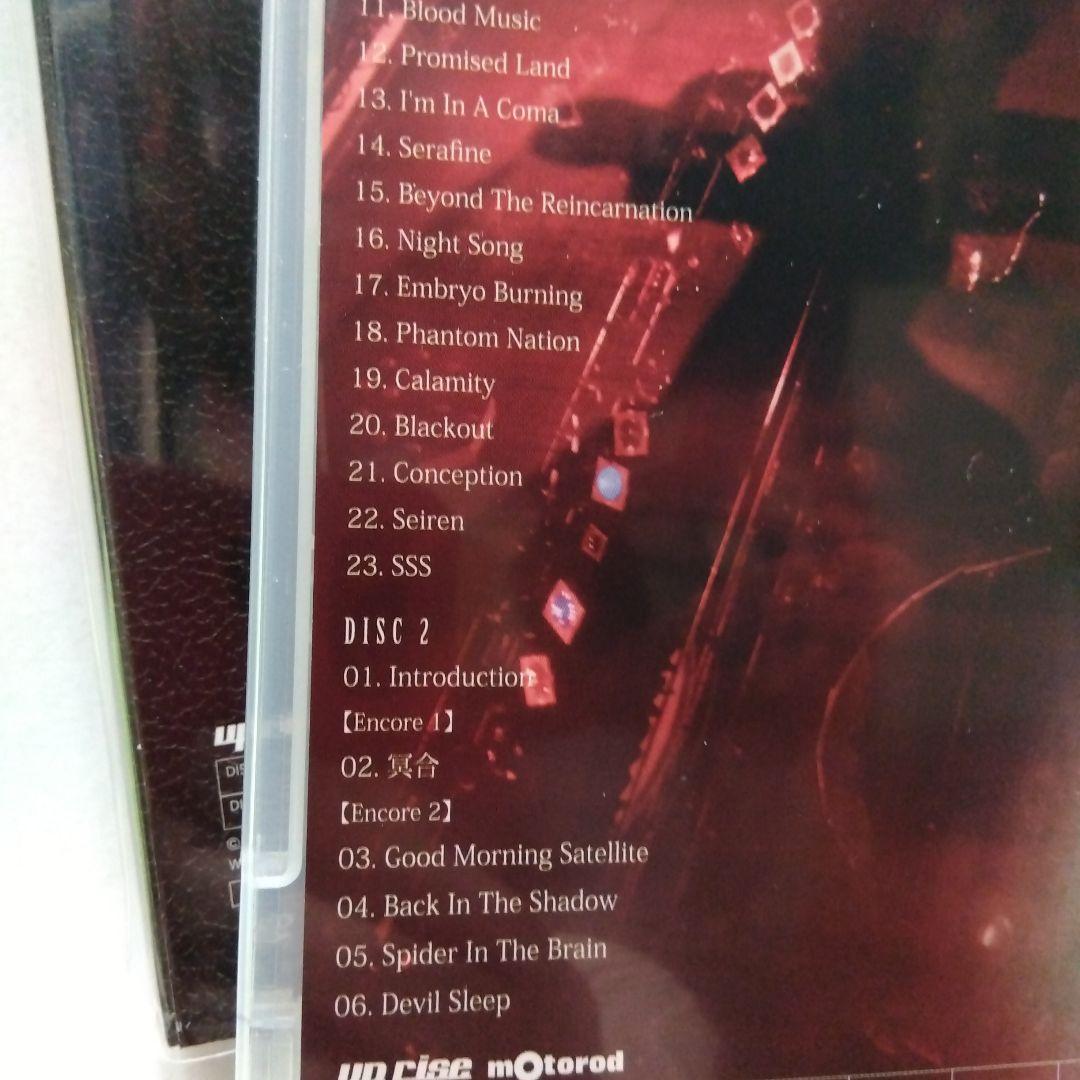 11. Blood Music
12. Promised Land
13. I'm In A Coma
14. Serafine
15. Beyond The Reincarnation
16. Night Song
17. Embryo Burning
18. Phantom Nation
19. Calamity
20. Blackout
21. Conception
22. Seiren
23. SSS
DISC 2
01. Introduction
【Encore 1】
02. 冥合
【Encore 2】
03. Good Morning Satellite
04. Back In The Shadow
05. Spider In The Brain
06. Devil Sleep
up rise motorod
up
©